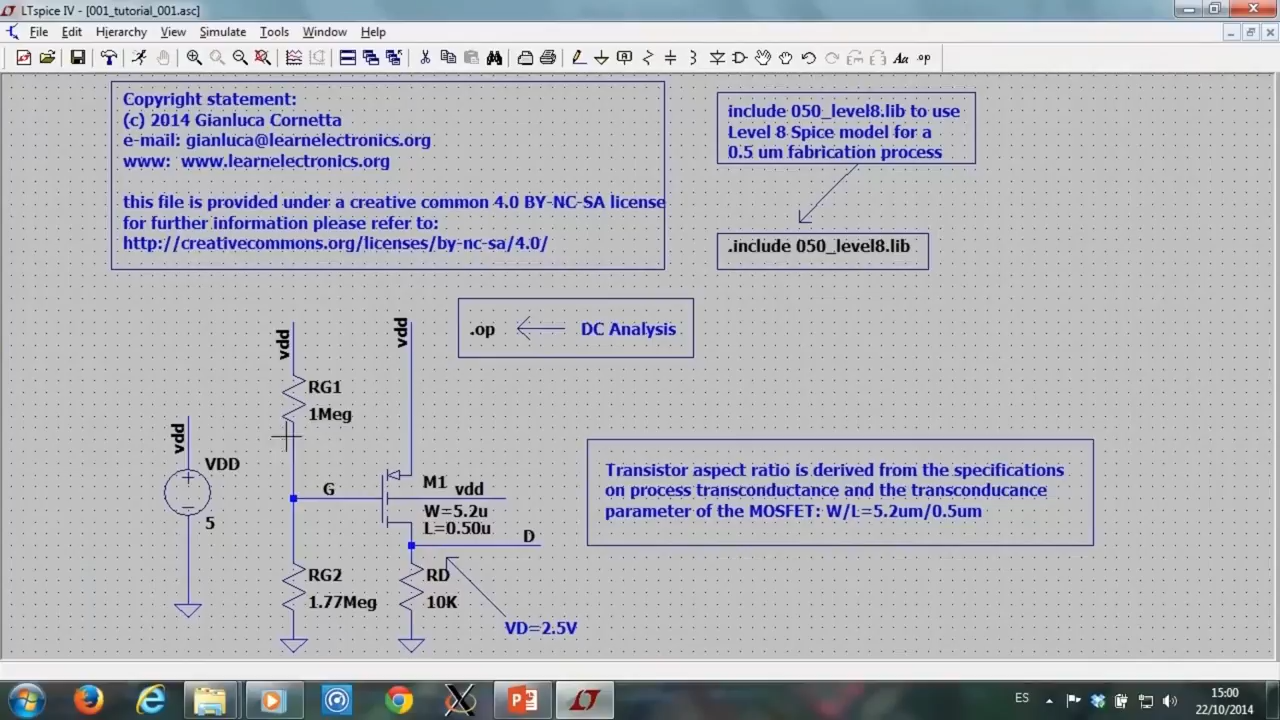 LTspice IV - [001_tutorial_001.asc]
File Edit Hierarchy View Simulate Tools Window Help
Aa .op
Copyright statement:
(c) 2014 Gianluca Cornetta
e-mail: gianluca@learnelectronics.org
www: www.learnelectronics.org
this file is provided under a creative common 4.0 BY-NC-SA license
for further information please refer to:
http://creativecommons.org/licenses/by-nc-sa/4.0/
include 050_level8.lib to use
Level 8 Spice model for a
0.5 um fabrication process
.include 050_level8.lib
.op DC Analysis
vdd
vdd
RG1
1Meg
vdd
VDD
5
G
M1 vdd
W=5.2u
L=0.50u
D
RG2
1.77Meg
RD
10K
VD=2.5V
Transistor aspect ratio is derived from the specifications
on process transconductance and the transconducance
parameter of the MOSFET: W/L=5.2um/0.5um
ES
15:00
22/10/2014